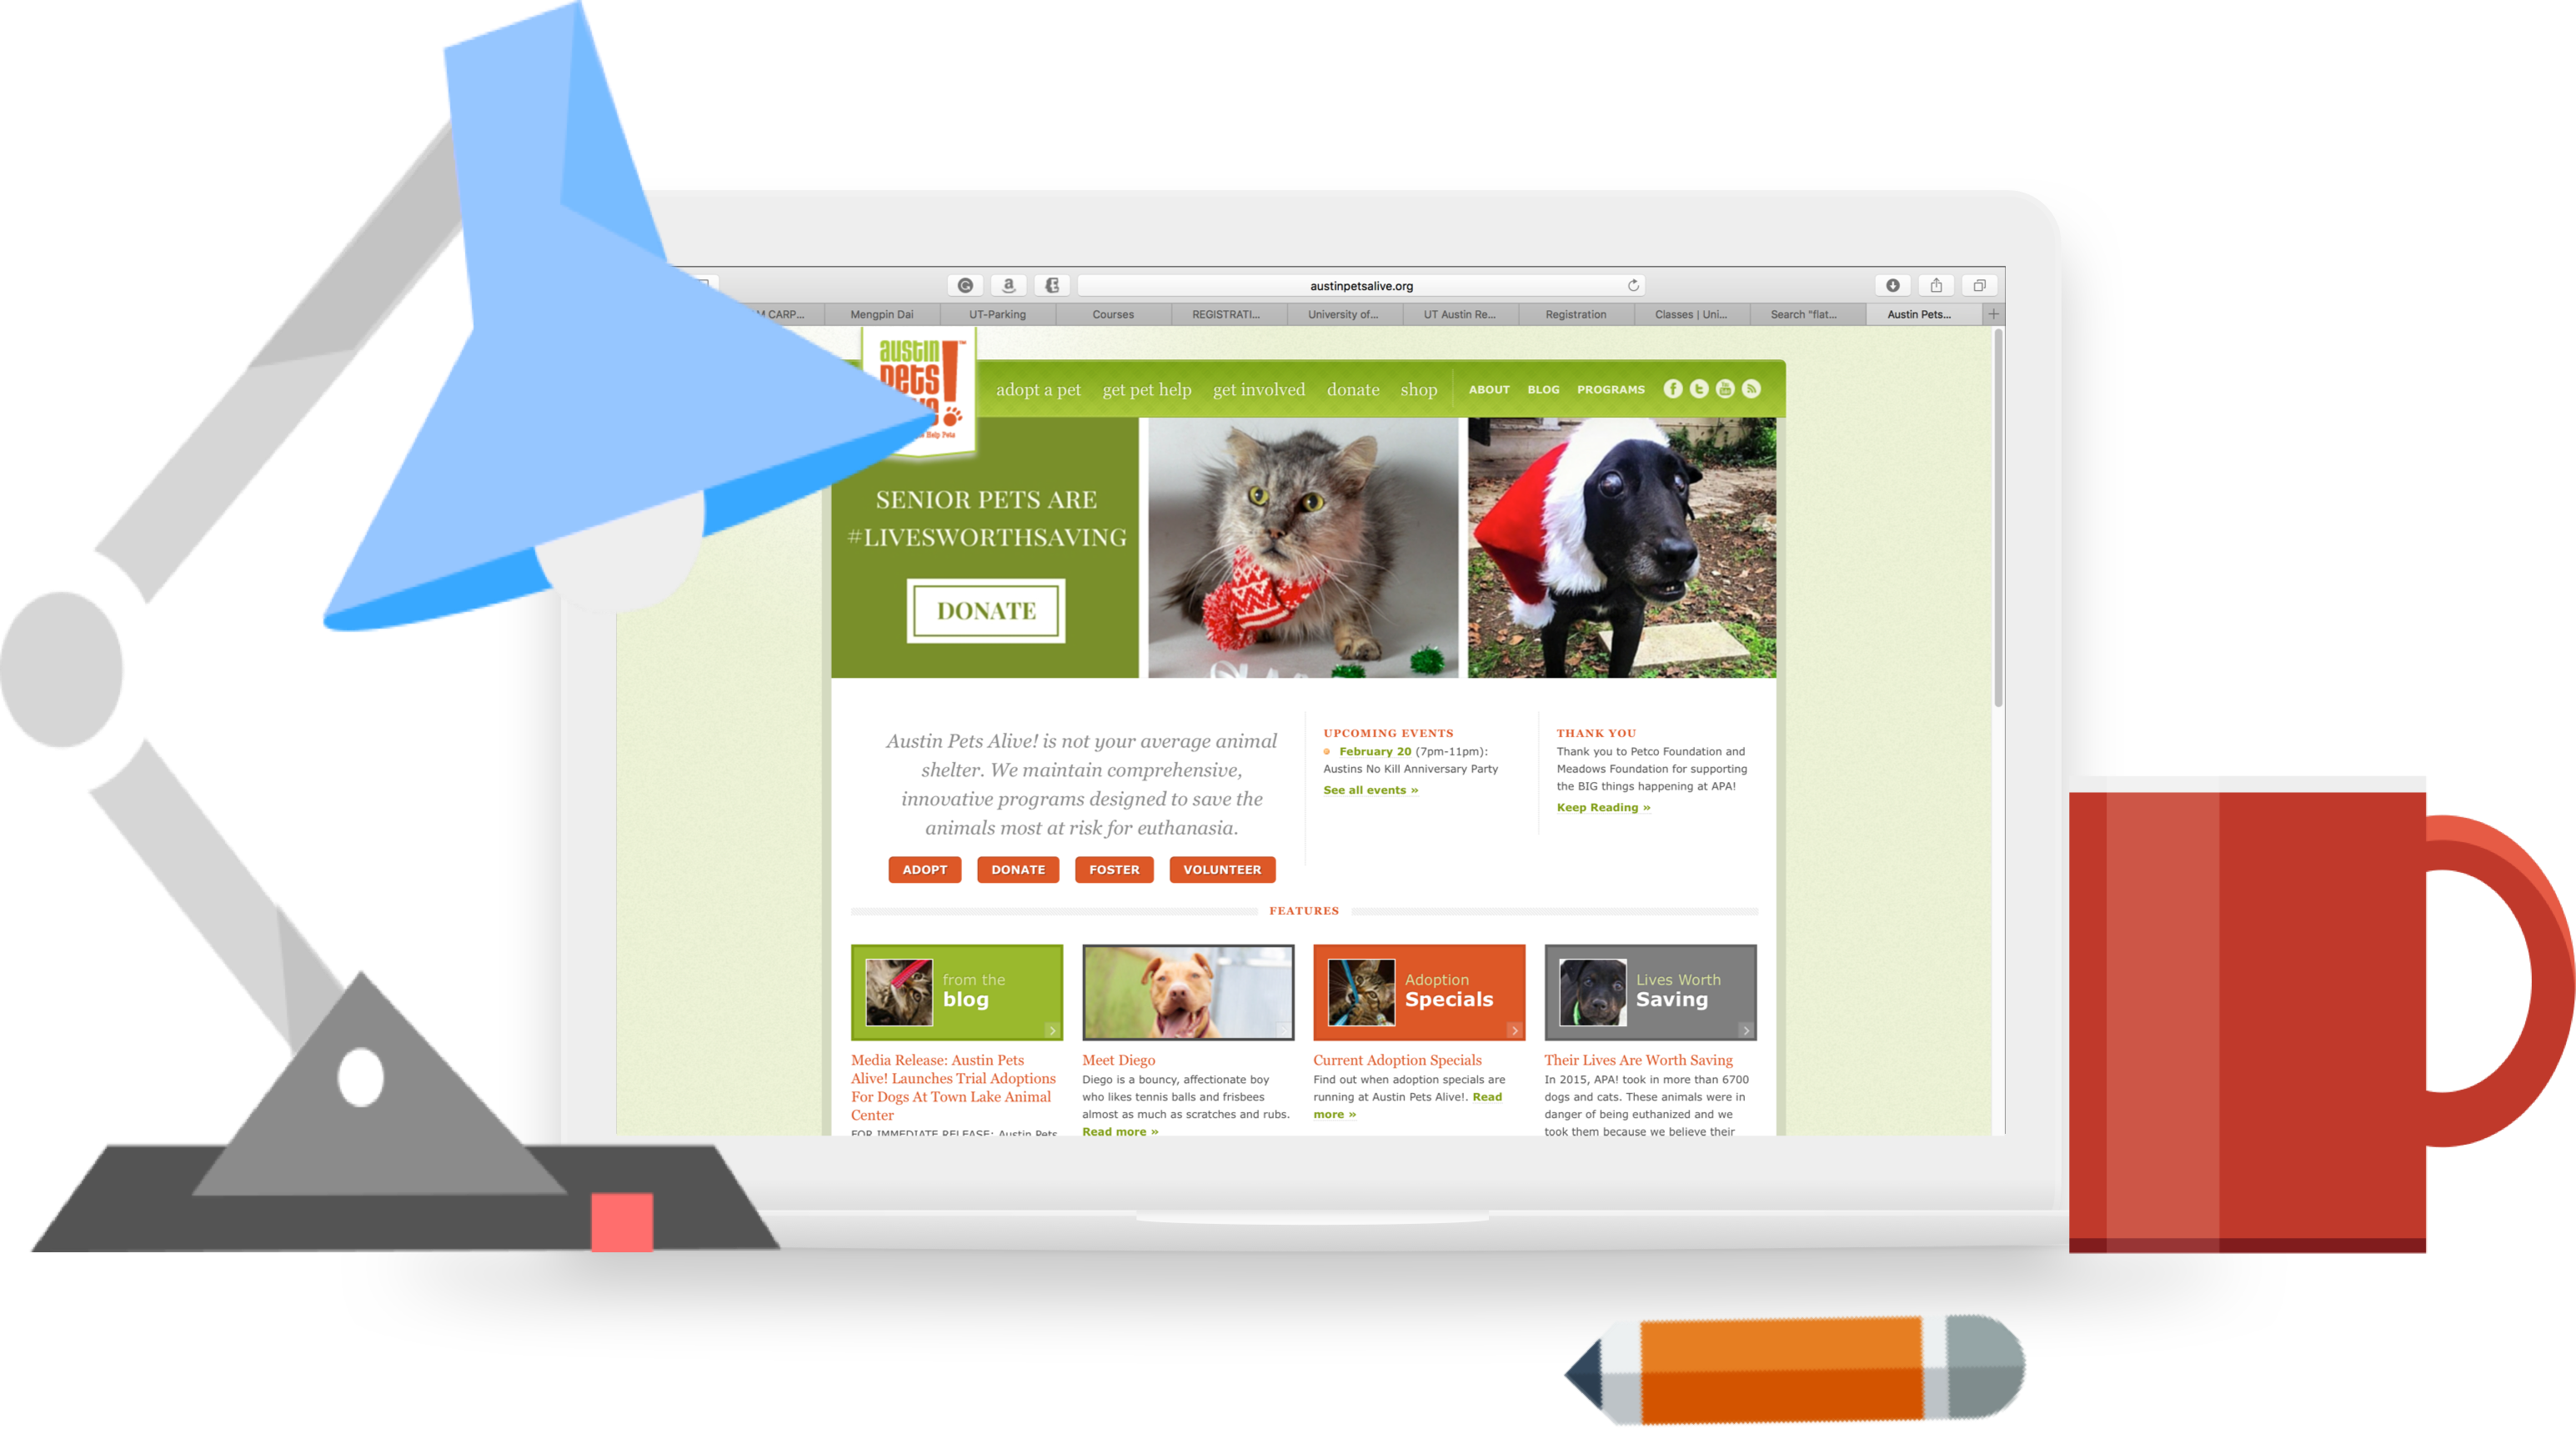 austinpetsalive.org
M CARP...
Mengpin Dai
UT-Parking
Courses
REGISTRATI...
University of...
UT Austin Re...
Registration
Classes | Uni...
Search "flat...
Austin Pets...
austin
pets
!
Help Pets
adopt a pet
get pet help
get involved
donate
shop
ABOUT
BLOG
PROGRAMS
SENIOR PETS ARE
#LIVESWORTHSAVING
DONATE
Austin Pets Alive! is not your average animal
shelter. We maintain comprehensive,
innovative programs designed to save the
animals most at risk for euthanasia.
ADOPT
DONATE
FOSTER
VOLUNTEER
UPCOMING EVENTS
February 20 (7pm-11pm):
Austins No Kill Anniversary Party
See all events »
THANK YOU
Thank you to Petco Foundation and
Meadows Foundation for supporting
the BIG things happening at APA!
Keep Reading »
FEATURES
from the
blog
Media Release: Austin Pets
Alive! Launches Trial Adoptions
For Dogs At Town Lake Animal
Center
FOR IMMEDIATE RELEASE: Austin Pets
Meet Diego
Diego is a bouncy, affectionate boy
who likes tennis balls and frisbees
almost as much as scratches and rubs.
Read more »
Adoption
Specials
Current Adoption Specials
Find out when adoption specials are
running at Austin Pets Alive!. Read
more »
Lives Worth
Saving
Their Lives Are Worth Saving
In 2015, APA! took in more than 6700
dogs and cats. These animals were in
danger of being euthanized and we
took them because we believe their